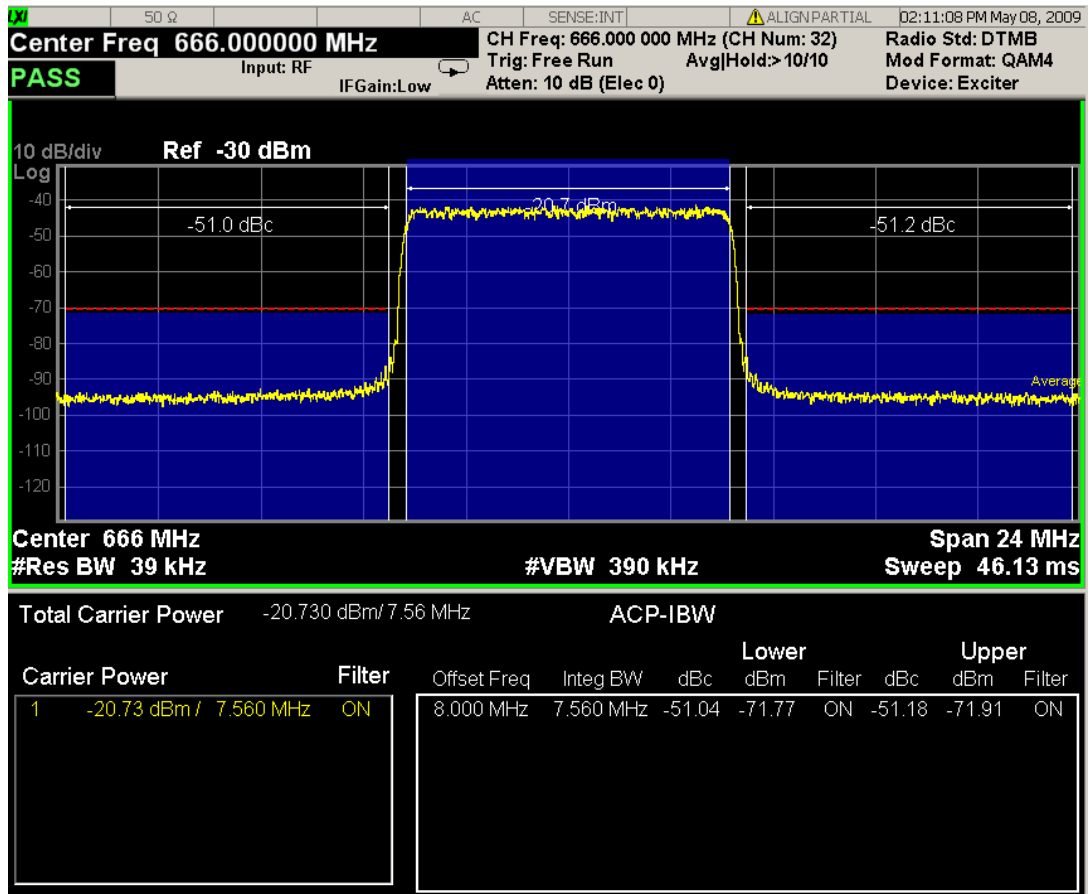 LXI 50 Ω AC SENSE:INT ALIGN PARTIAL 02:11:08 PM May 08, 2009
Center Freq 666.000000 MHz
CH Freq: 666.000 000 MHz (CH Num: 32)
Radio Std: DTMB
PASS
Input: RF
IFGain:Low
Trig: Free Run
Avg|Hold:>10/10
Mod Format: QAM4
Atten: 10 dB (Elec 0)
Device: Exciter
10 dB/div
Ref -30 dBm
Log
-40
-20.7 dBm
-51.0 dBc
-51.2 dBc
-50
-60
-70
-80
-90
Average
-100
-110
-120
Center 666 MHz
Span 24 MHz
#Res BW 39 kHz
#VBW 390 kHz
Sweep 46.13 ms
Total Carrier Power -20.730 dBm/ 7.56 MHz ACP-IBW
Lower Upper
Carrier Power Filter
Offset Freq Integ BW dBc dBm Filter dBc dBm Filter
1 -20.73 dBm / 7.560 MHz ON
8.000 MHz 7.560 MHz -51.04 -71.77 ON -51.18 -71.91 ON